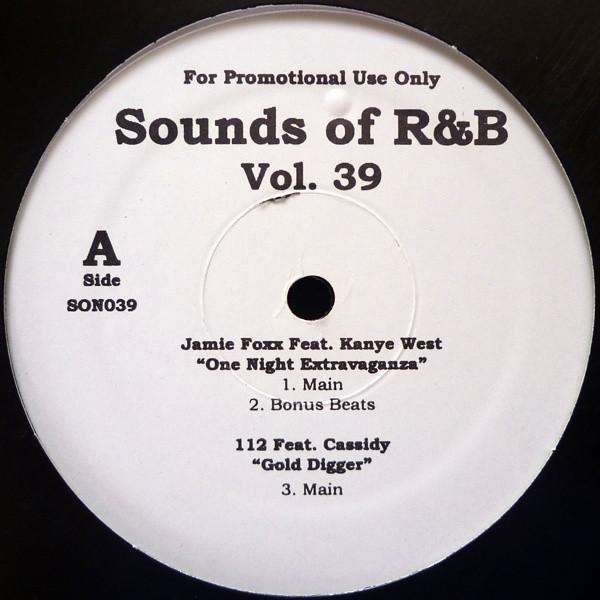 For Promotional Use Only
Sounds of R&B
Vol. 39
A
Side
SON039
Jamie Foxx Feat. Kanye West
“One Night Extravaganza”
1. Main
2. Bonus Beats
112 Feat. Cassidy
“Gold Digger”
3. Main